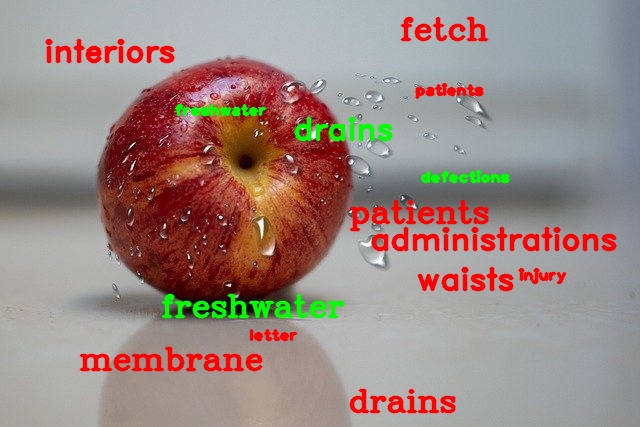 fetch
interiors
patients
freshwater
drains
defections
patients
administrations
waists
injury
freshwater
letter
membrane
drains